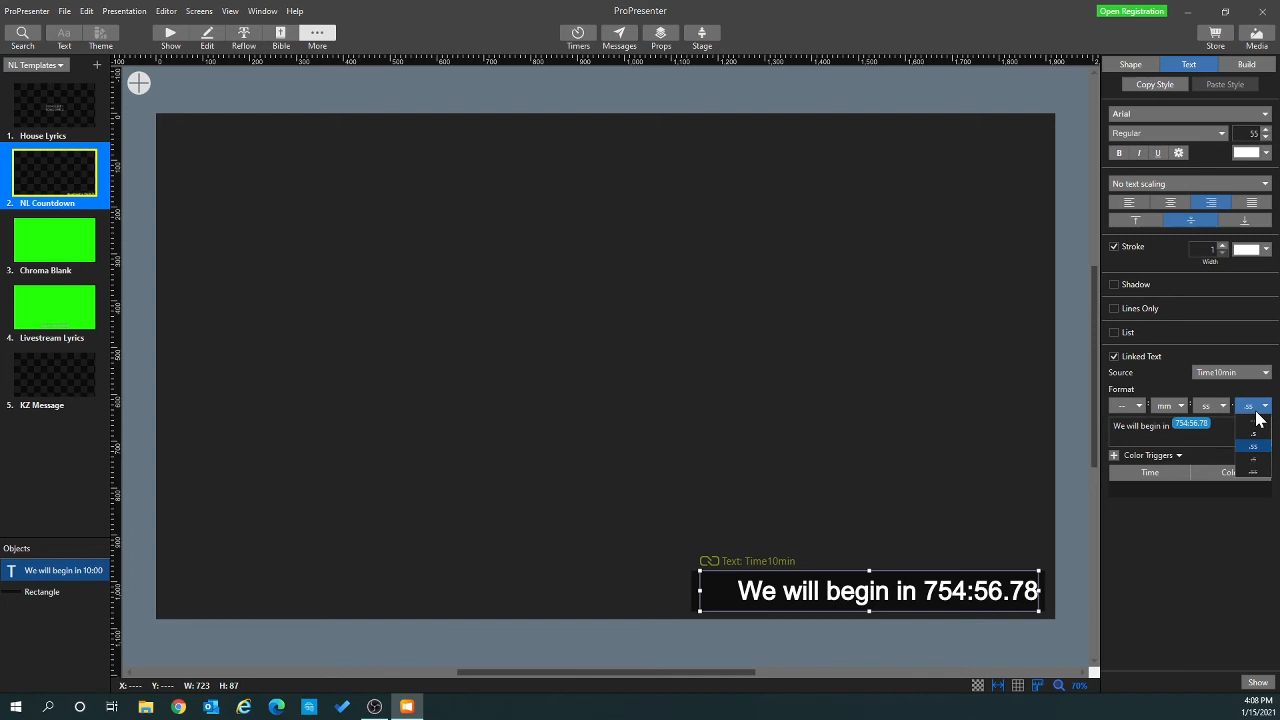 ProPresenter File Edit Presentation Editor Screens View Window Help
ProPresenter
Open Registration
Search Text Theme Show Edit Reflow Bible More Timers Messages Props Stage Store Media
NL Templates
1. House Lyrics
2. NL Countdown
3. Chroma Blank
4. Livestream Lyrics
5. KZ Message
Objects
T We will begin in 10:00
Rectangle
Text: Time10min
We will begin in 754:56.78
X: ---- Y: ---- W: 723 H: 87
70%
Shape Text Build
Copy Style Paste Style
Arial
Regular 55
B I U
No text scaling
Stroke 1
Width
Shadow
Lines Only
List
Linked Text
Source Time10min
Format
-- : mm : ss : .ss
We will begin in 754:56.78
.s
.ss
Color Triggers
Time
Show
4:08 PM
1/15/2021